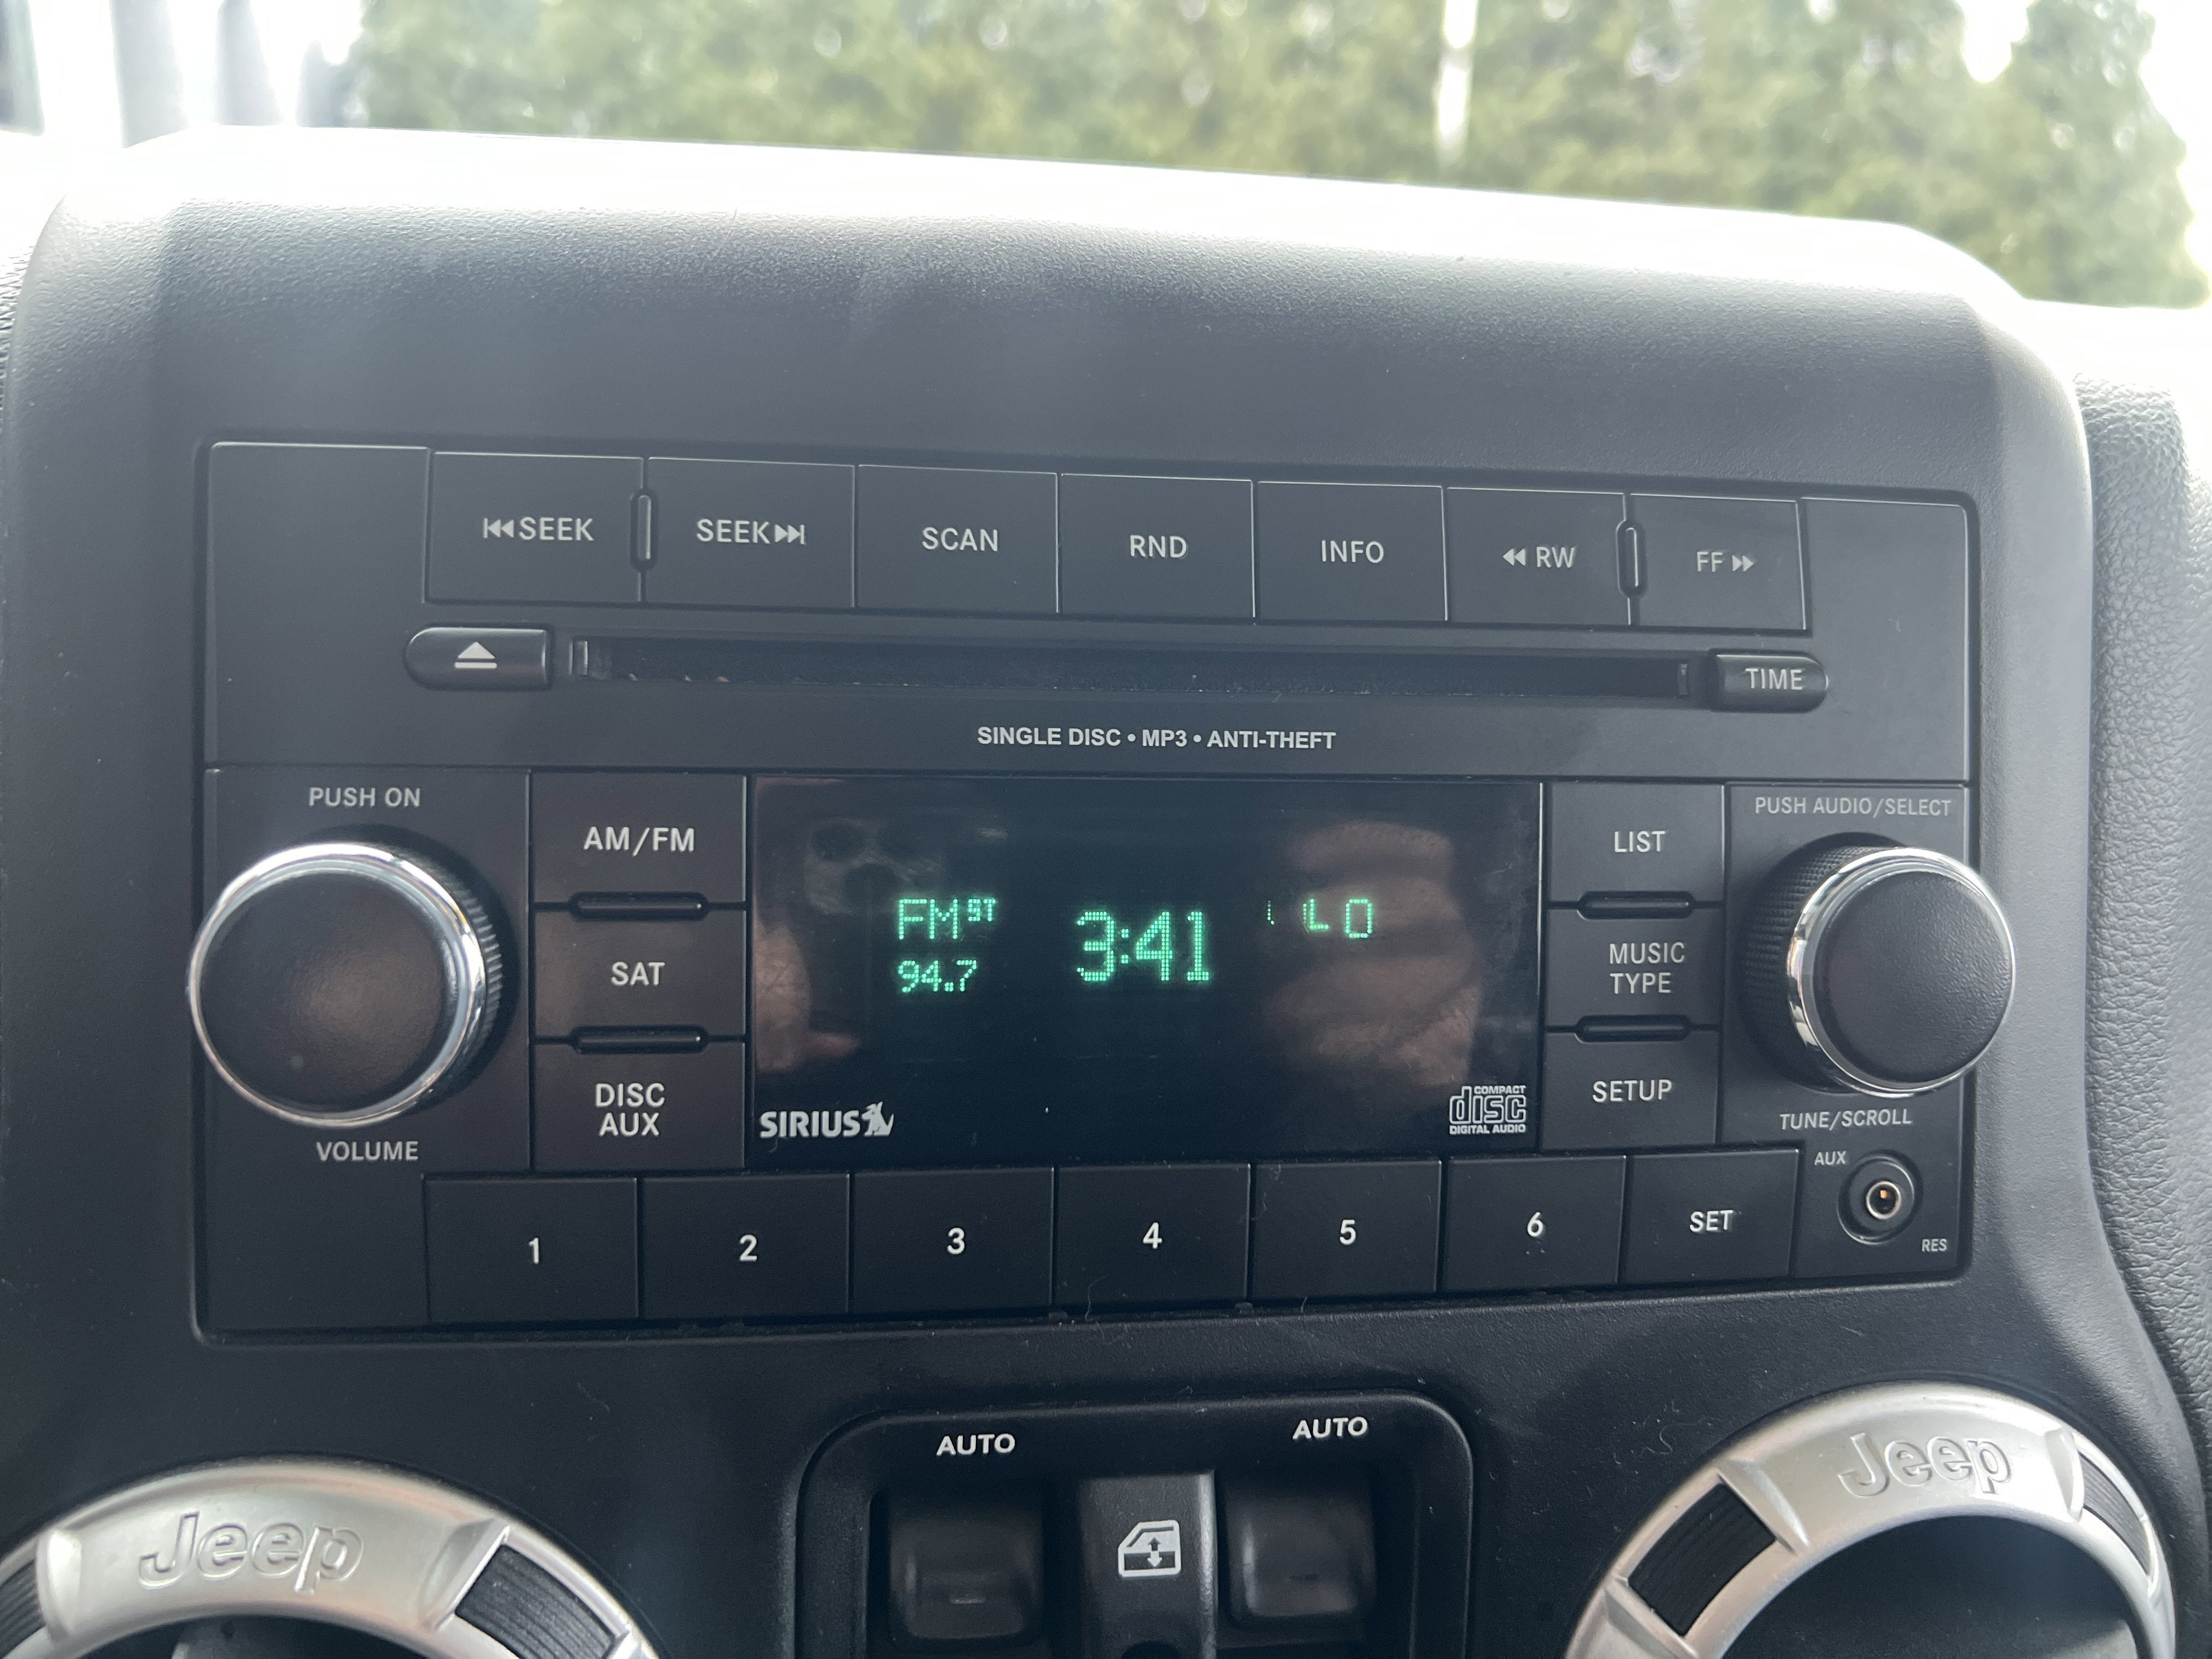 SEEK
SEEK
SCAN
RND
INFO
RW
FF
TIME
SINGLE DISC • MP3 • ANTI-THEFT
PUSH ON
VOLUME
AM/FM
SAT
DISC
AUX
FM ST
94.7
3:41
SIRIUS
COMPACT
disc
DIGITAL AUDIO
LIST
MUSIC
TYPE
SETUP
PUSH AUDIO/SELECT
TUNE/SCROLL
AUX
RES
1
2
3
4
5
6
SET
AUTO
AUTO
Jeep
Jeep